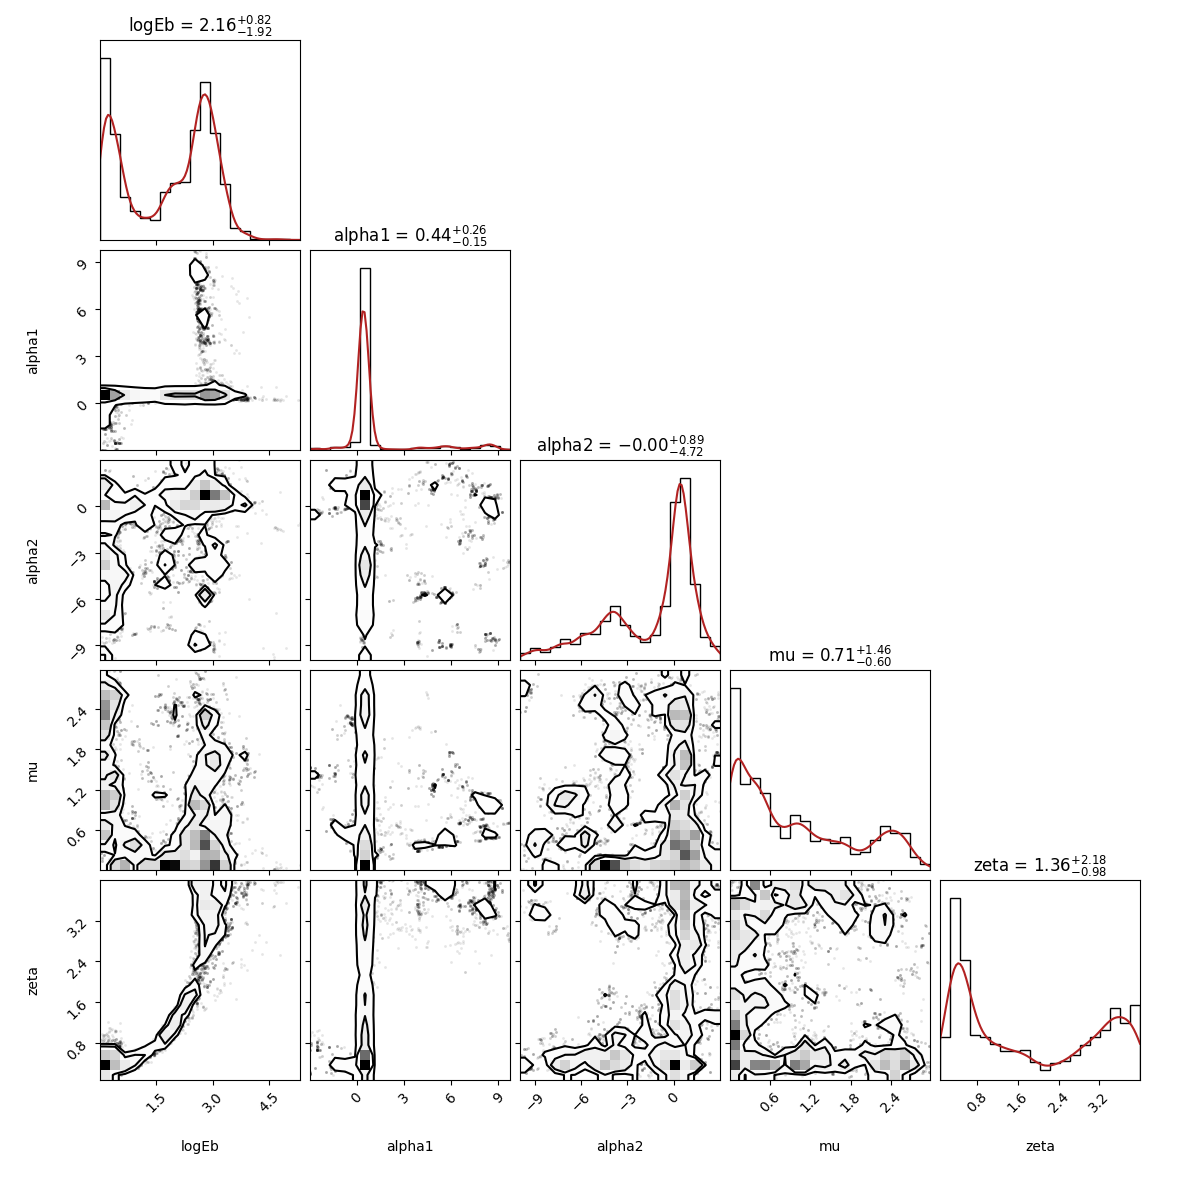 logEb = 2.16+0.82 −1.92
9
6
3
0
alpha1
alpha1 = 0.44+0.26 −0.15
0
−3
−6
−9
alpha2
alpha2 = −0.00+0.89 −4.72
2.4
1.8
1.2
0.6
mu
mu = 0.71+1.46 −0.60
3.2
2.4
1.6
0.8
zeta
zeta = 1.36+2.18 −0.98
1.5 3.0 4.5
0 3 6 9
−9 −6 −3 0
0.6 1.2 1.8 2.4
0.8 1.6 2.4 3.2
logEb alpha1 alpha2 mu zeta